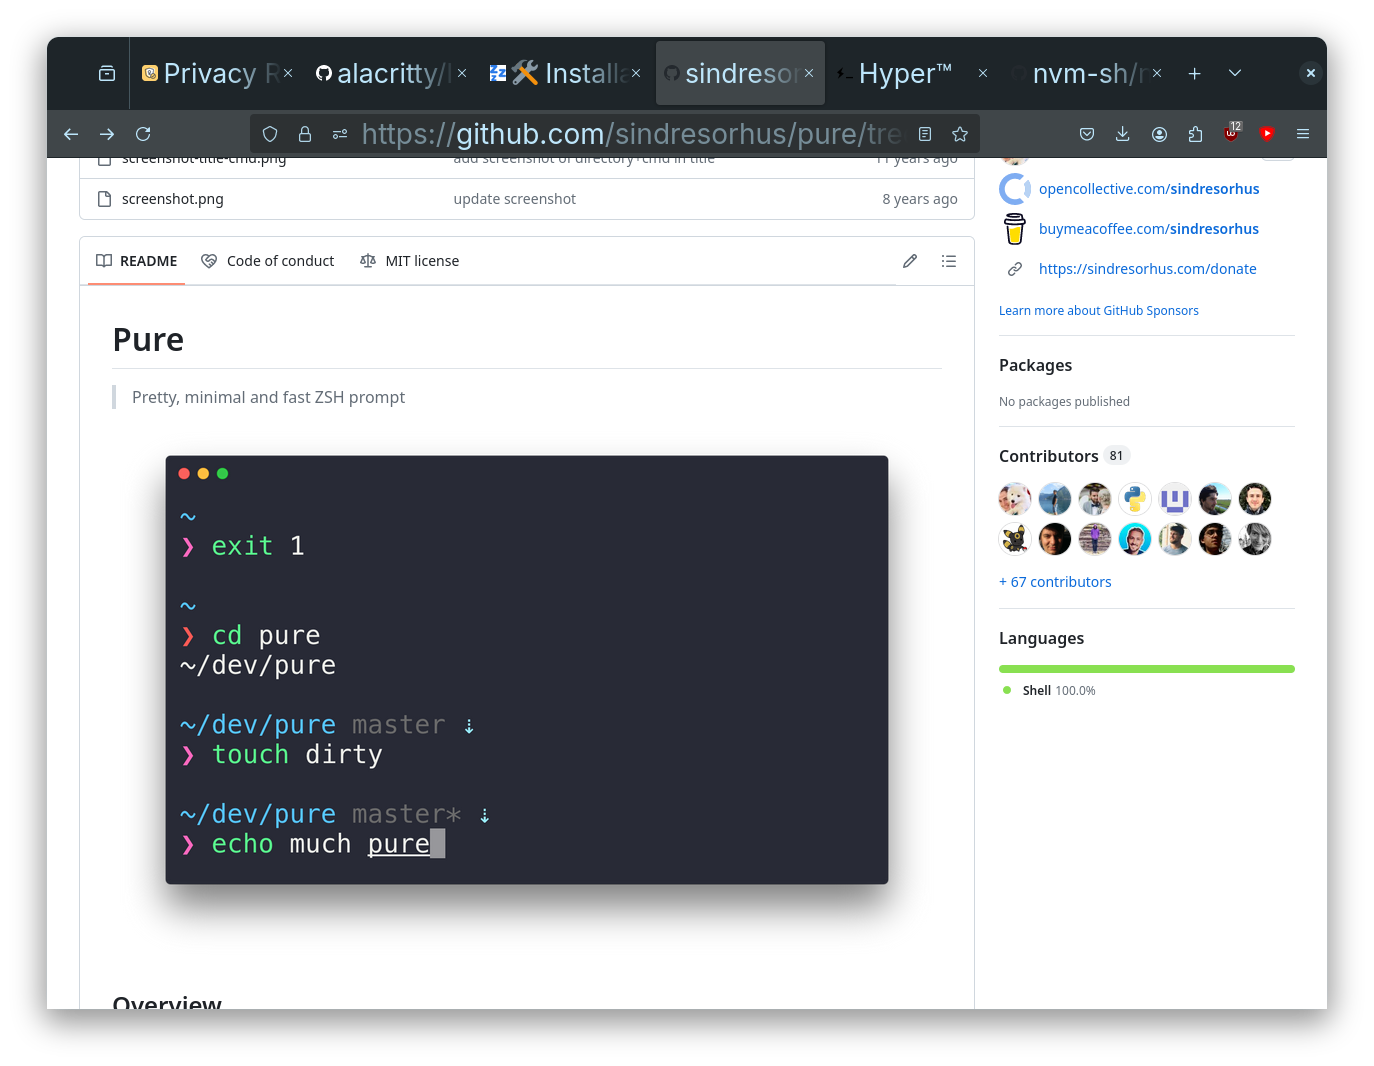 Privacy R
alacritty/
Installa
sindresor
Hyper™
nvm-sh/n
https://github.com/sindresorhus/pure/tre
12
screenshot-title-cmd.png add screenshot of directory+cmd in title 11 years ago
screenshot.png update screenshot 8 years ago
README Code of conduct MIT license
Pure
Pretty, minimal and fast ZSH prompt
~
❯ exit 1
~
❯ cd pure
~/dev/pure
~/dev/pure master ⇣
❯ touch dirty
~/dev/pure master* ⇣
❯ echo much pure
Overview
opencollective.com/sindresorhus
buymeacoffee.com/sindresorhus
https://sindresorhus.com/donate
Learn more about GitHub Sponsors
Packages
No packages published
Contributors 81
+ 67 contributors
Languages
Shell 100.0%